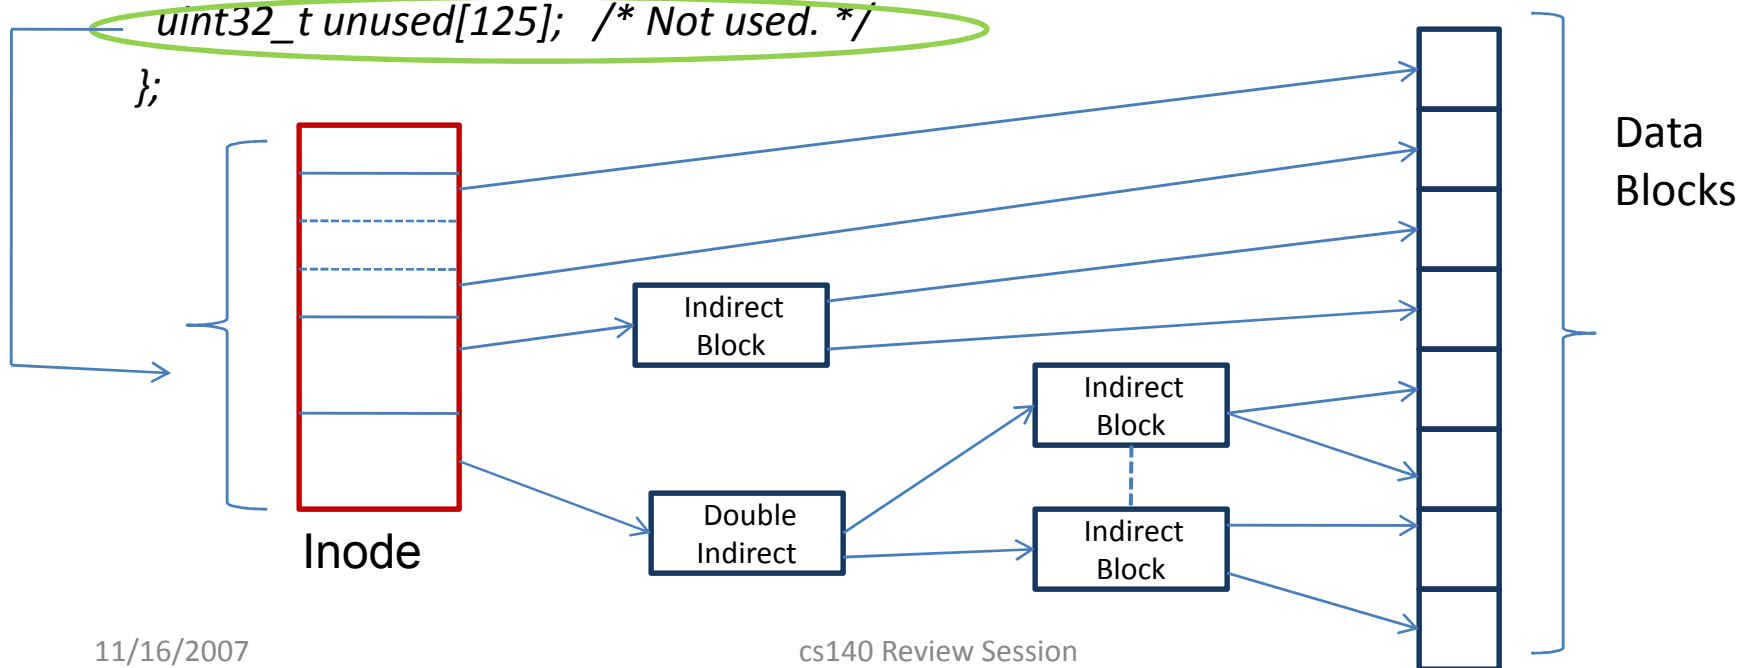 uint32_t unused[125]; /* Not used. */
};
Data
Blocks
Indirect
Block
Indirect
Block
Double
Indirect
Indirect
Block
Inode
11/16/2007
cs140 Review Session